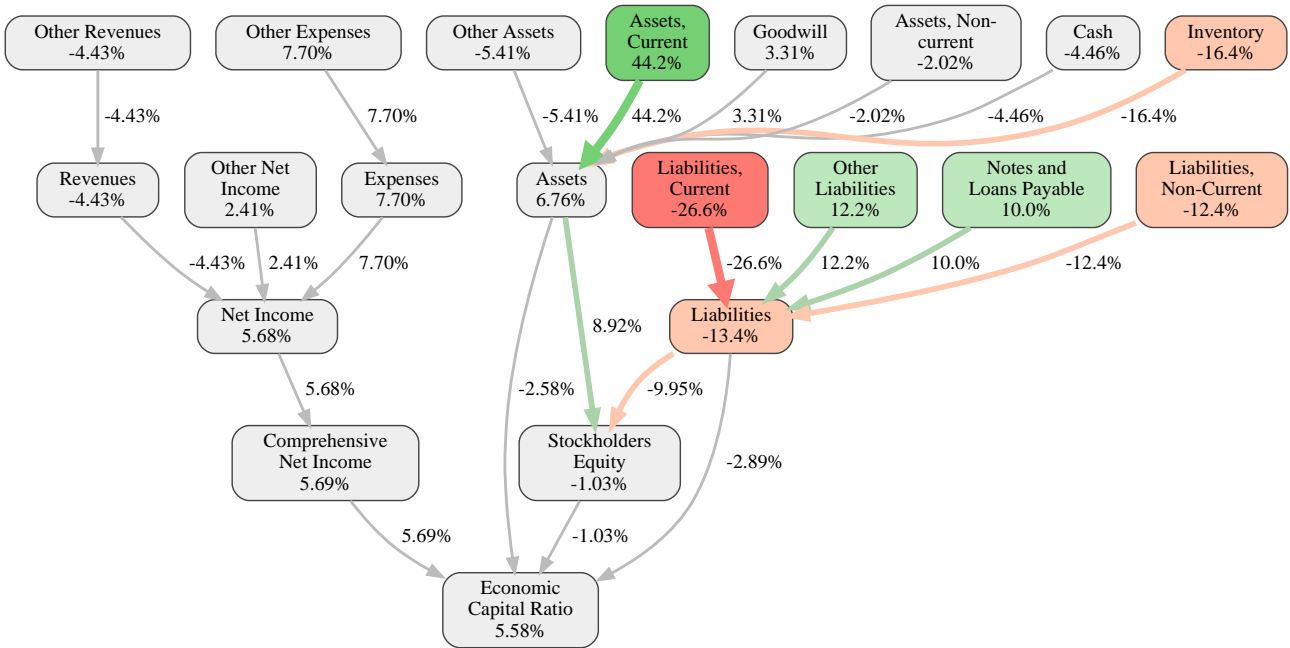 Other Revenues
-4.43%
Other Expenses
7.70%
Other Assets
-5.41%
Assets,
Current
44.2%
Goodwill
3.31%
Assets, Non-
current
-2.02%
Cash
-4.46%
Inventory
-16.4%
-4.43%
7.70%
-5.41%
44.2%
3.31%
-2.02%
-4.46%
-16.4%
Revenues
-4.43%
Other Net
Income
2.41%
Expenses
7.70%
Assets
6.76%
Liabilities,
Current
-26.6%
Other
Liabilities
12.2%
Notes and
Loans Payable
10.0%
Liabilities,
Non-Current
-12.4%
-4.43%
2.41%
7.70%
-26.6%
12.2%
10.0%
-12.4%
Net Income
5.68%
8.92%
Liabilities
-13.4%
5.68%
-2.58%
-9.95%
Comprehensive
Net Income
5.69%
Stockholders
Equity
-1.03%
-2.89%
5.69%
-1.03%
Economic
Capital Ratio
5.58%